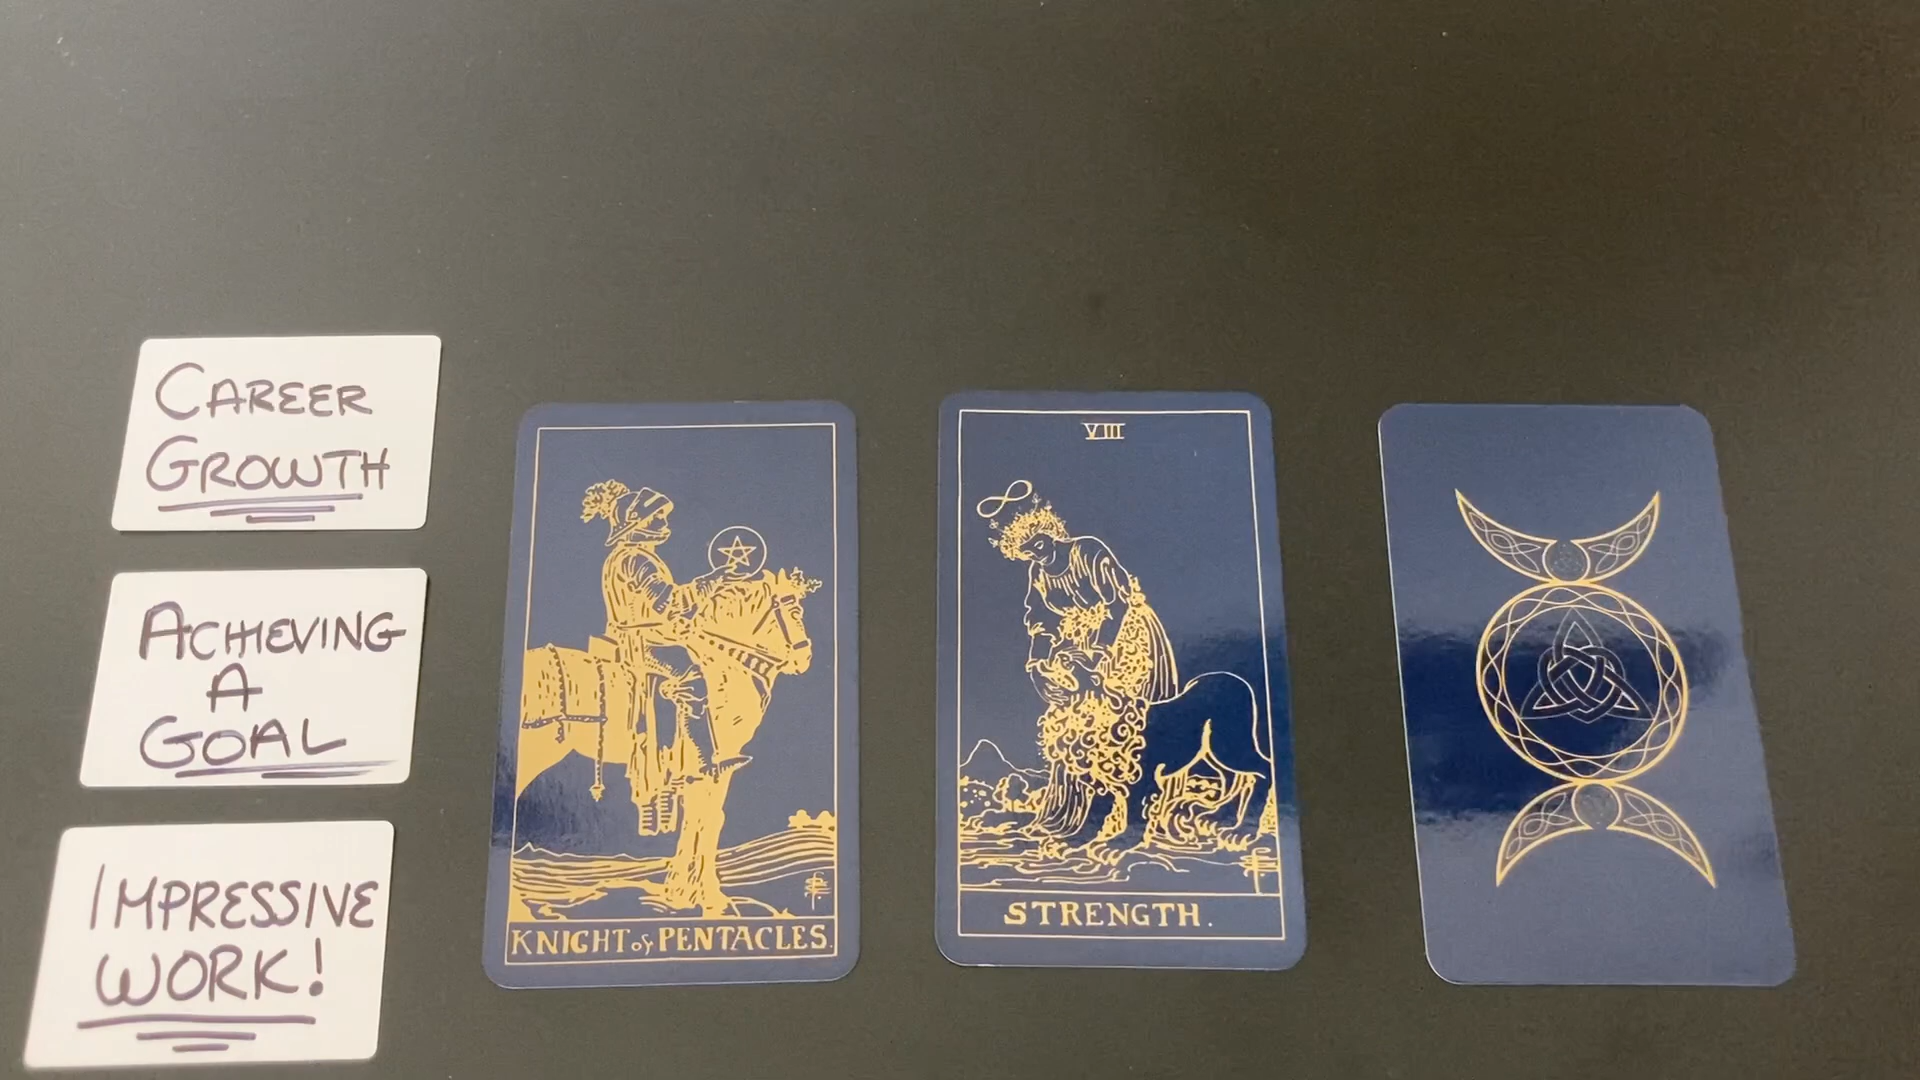 CAREER
GROWTH
ACHIEVING
A
GOAL
IMPRESSIVE
WORK!
KNIGHT of PENTACLES.
VIII
STRENGTH.